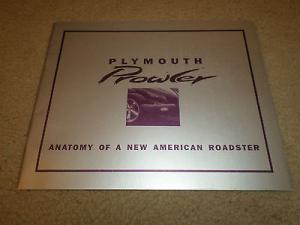 PLYMOUTH
Prowler
ANATOMY OF A NEW AMERICAN ROADSTER